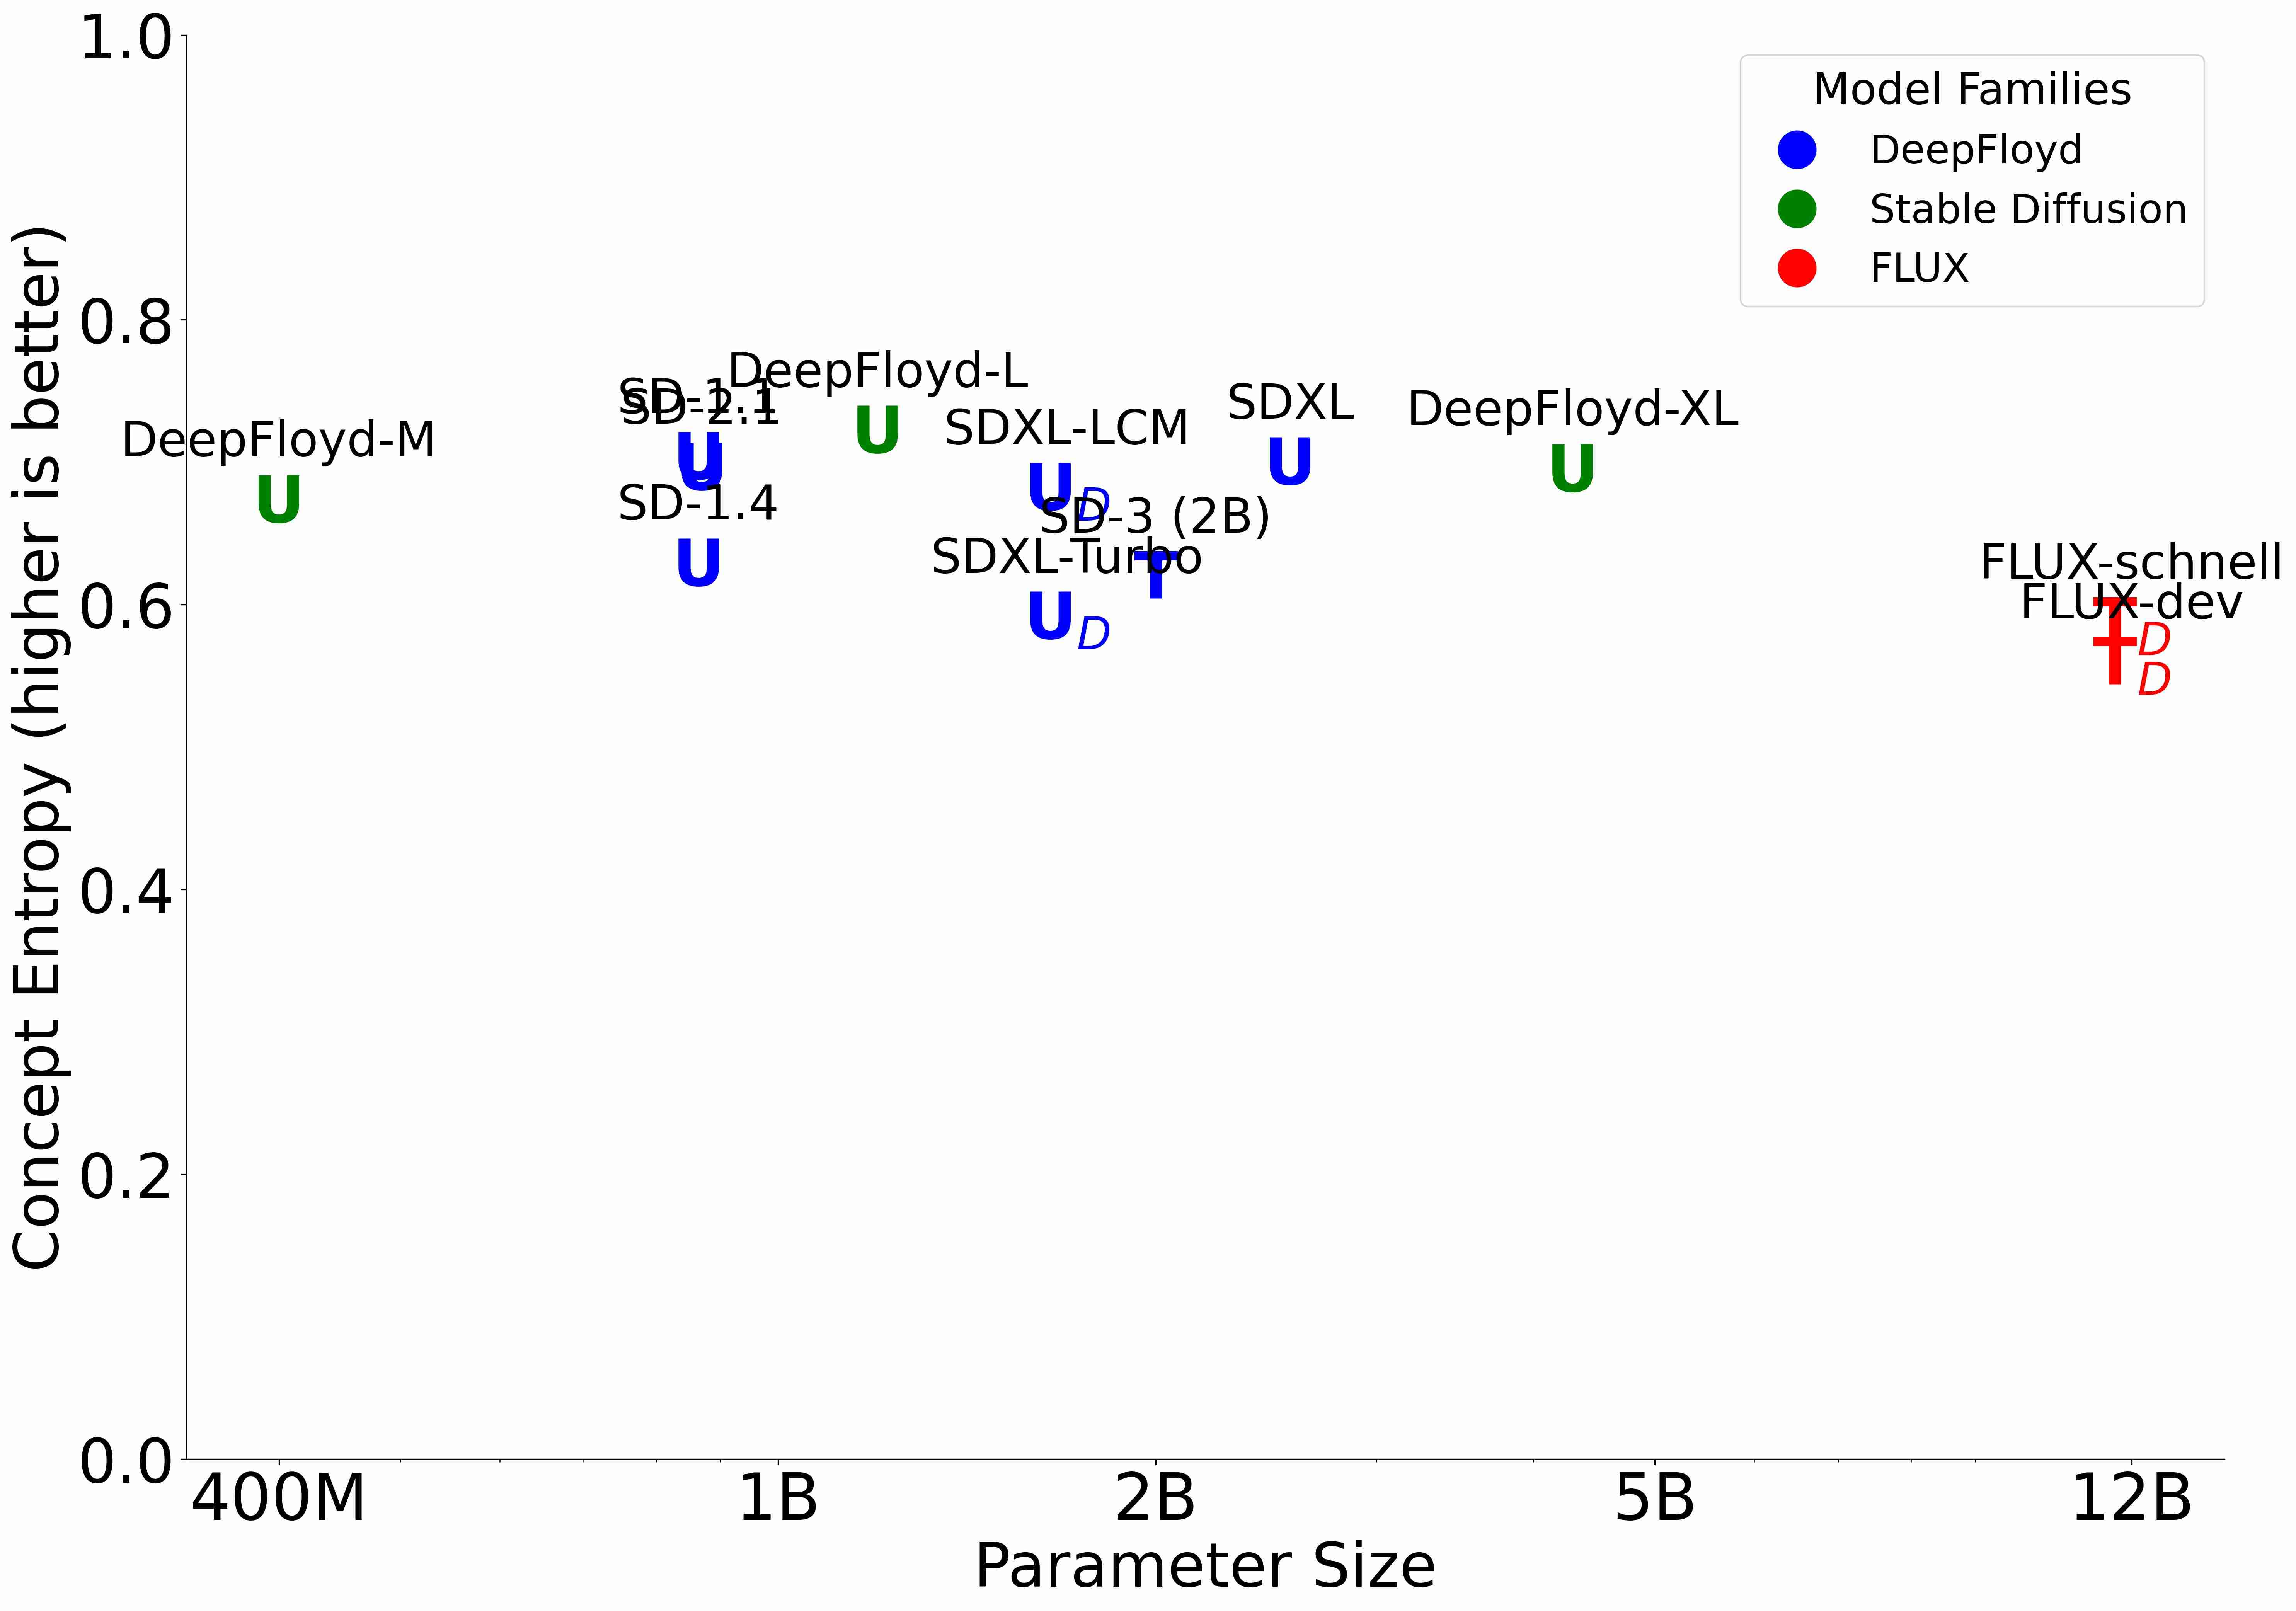 Concept Entropy (higher is better)
1.0
0.8
0.6
0.4
0.2
0.0
Model Families
DeepFloyd
Stable Diffusion
FLUX
DeepFloyd-L
SD-1.1
SD-2.1
SDXL
DeepFloyd-XL
DeepFloyd-M
SDXL-LCM
U
U
U
U
U
U
U
U D
SD-1.4
SD-3 (2B)
U
T
SDXL-Turbo
U D
FLUX-schnell
FLUX-dev
T D
T D
400M
1B
2B
5B
12B
Parameter Size